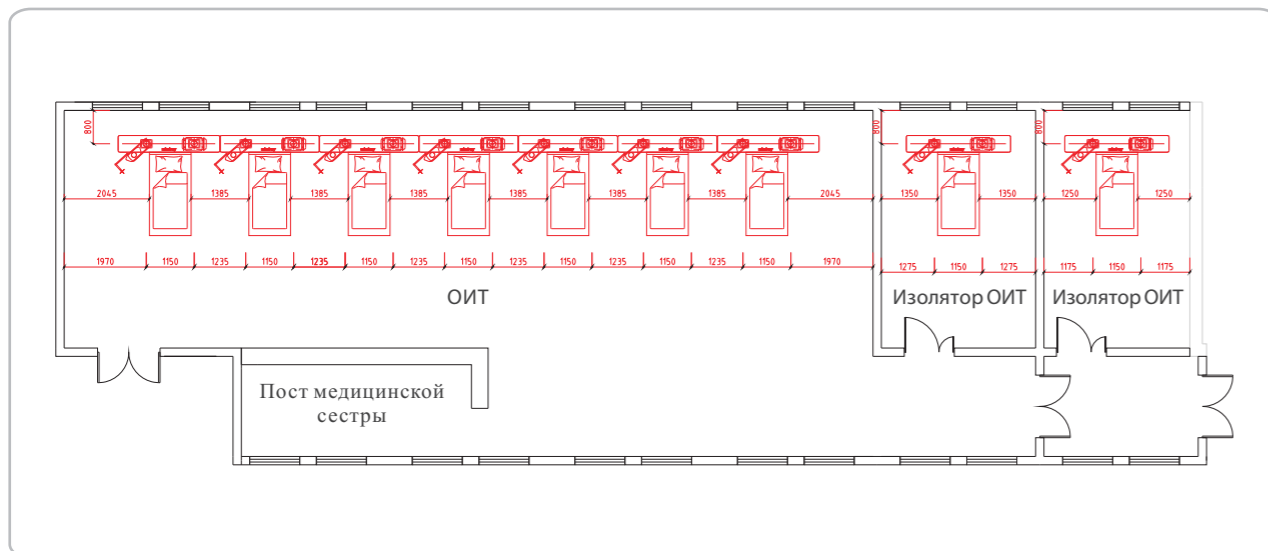 800 800 800
2045 1385 1385 1385 1385 1385 1385 2045 1350 1350 1250 1250
1970 1150 1235 1150 1235 1150 1235 1150 1235 1150 1235 1150 1235 1150 1970 1275 1150 1275 1175 1150 1175
ОИТ Изолятор ОИТ Изолятор ОИТ
Пост медицинской
сестры